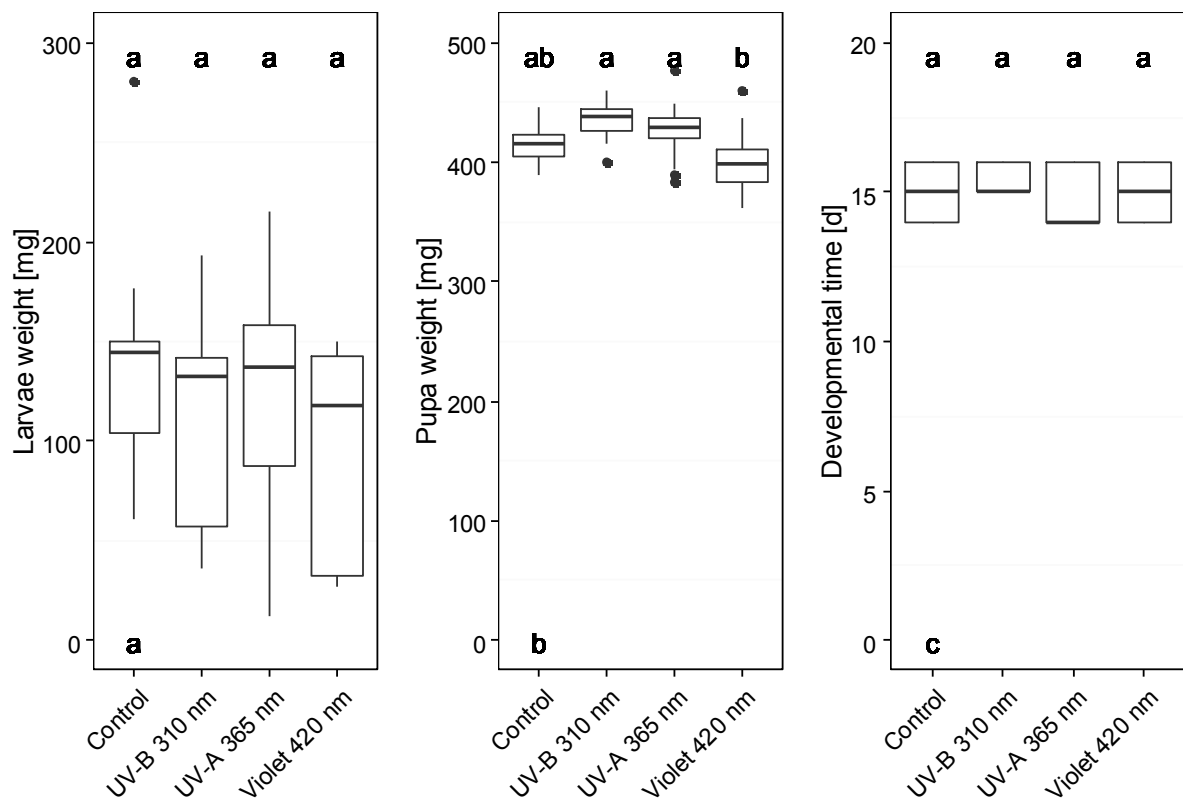 Larvae weight [mg]
300
200
100
0
a a a a
a
Control
UV-B 310 nm
UV-A 365 nm
Violet 420 nm
Pupa weight [mg]
500
400
300
200
100
0
ab a a b
b
Control
UV-B 310 nm
UV-A 365 nm
Violet 420 nm
Developmental time [d]
20
15
10
5
0
a a a a
c
Control
UV-B 310 nm
UV-A 365 nm
Violet 420 nm